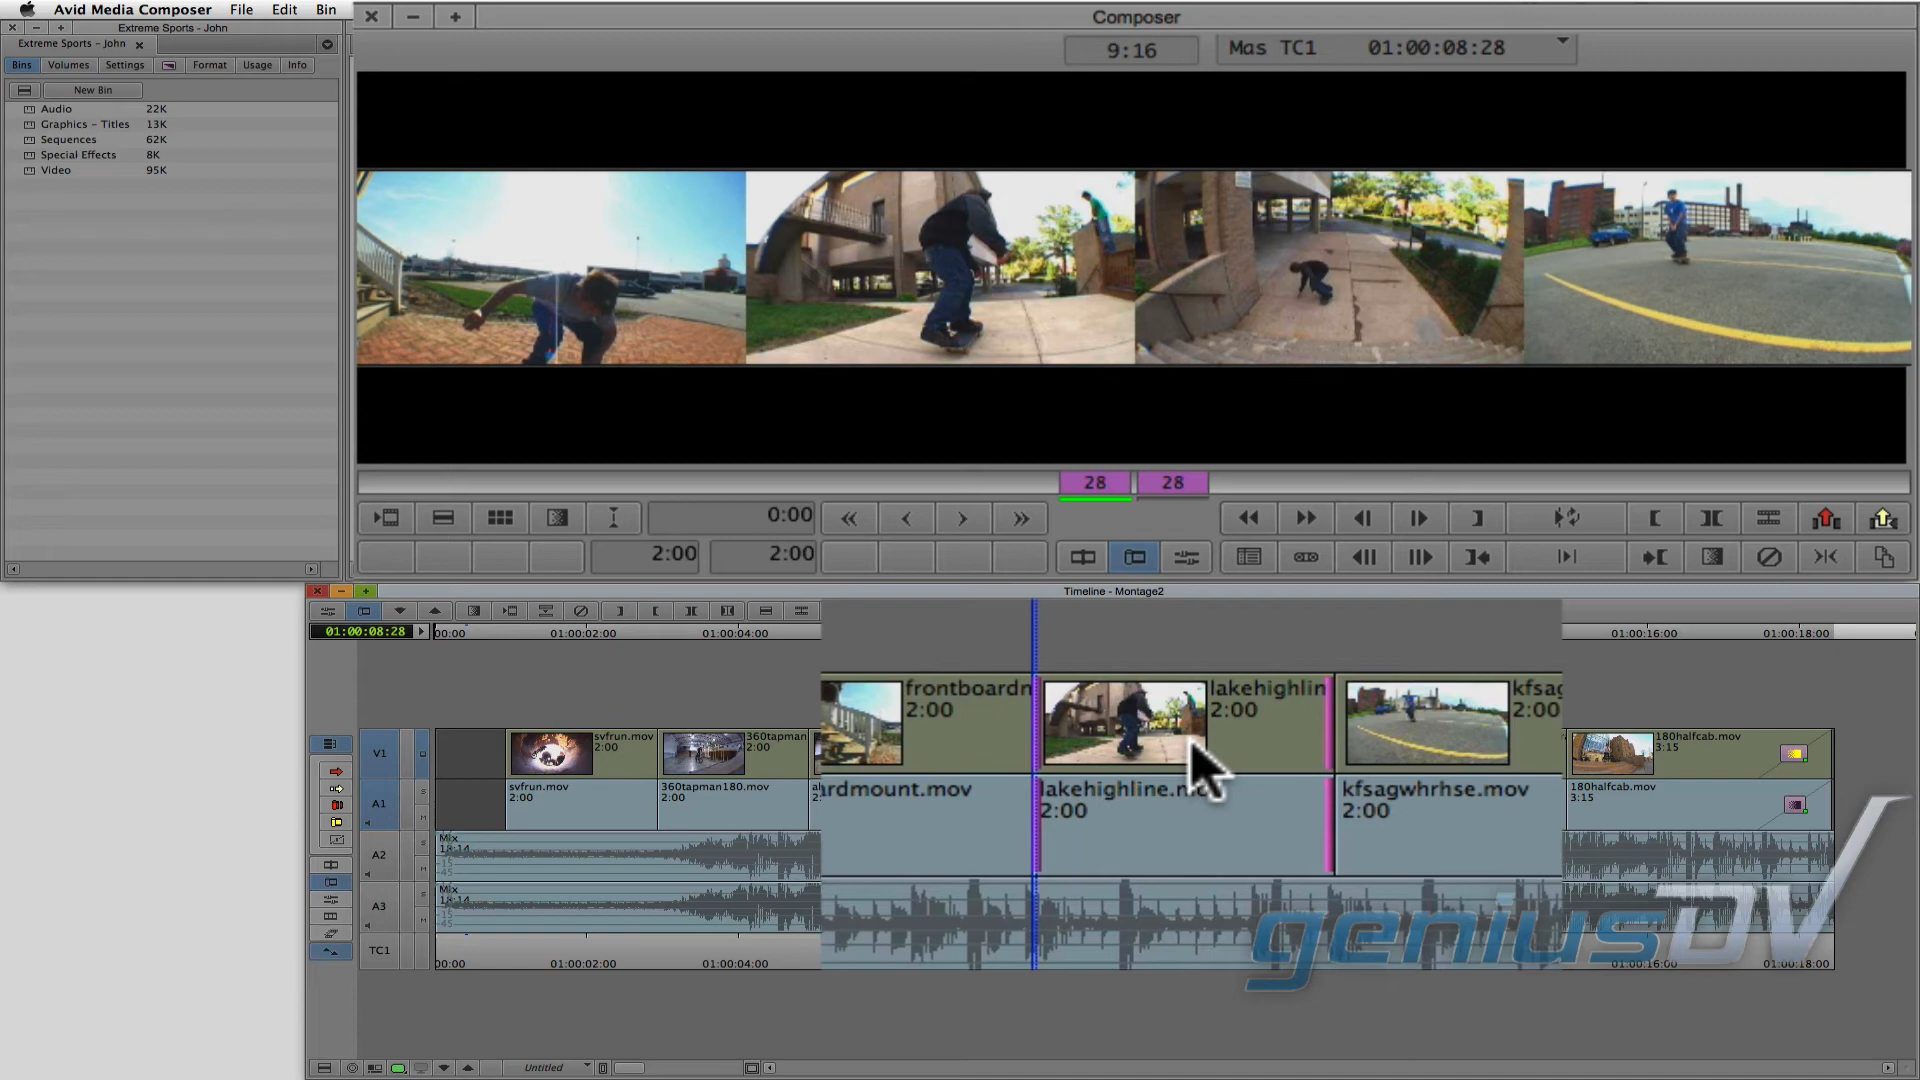 Avid Media Composer File Edit Bin
Extreme Sports - John
Extreme Sports - John
Bins Volumes Settings Format Usage Info
New Bin
Audio 22K
Graphics - Titles 13K
Sequences 62K
Special Effects 8K
Video 95K
Composer
9:16 Mas TC1 01:00:08:28
28 28
0:00
2:00 2:00
Timeline - Montage2
01:00:08:28 00:00 01:00:02:00 01:00:04:00 01:00:16:00 01:00:18:00
frontboardn
2:00
lakehighlin
2:00
kfsag
2:00
V1
svfrun.mov
2:00
360tapman
2:00
180halfcab.mov
3:15
A1
svfrun.mov
2:00
360tapman180.mov
2:00
ardmount.mov
lakehighline.mo
2:00
kfsagwhrhse.mov
2:00
180halfcab.mov
3:15
A2
Mix
18:14
-45
A3
Mix
18:14
-45
TC1
00:00 01:00:02:00 01:00:04:00 01:00:16:00 01:00:18:00
geniusDV
Untitled